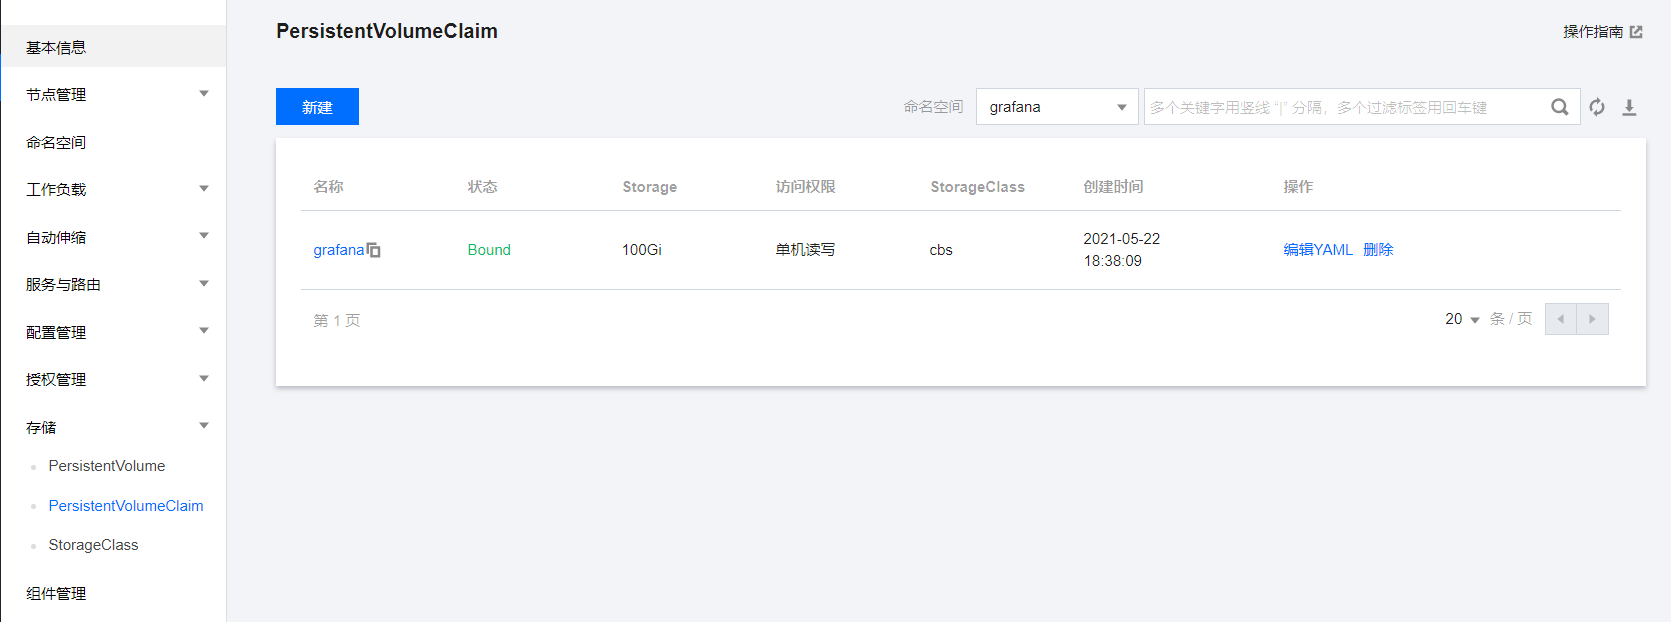 基本信息
节点管理
命名空间
工作负载
自动伸缩
服务与路由
配置管理
授权管理
存储
PersistentVolume
PersistentVolumeClaim
StorageClass
组件管理
PersistentVolumeClaim
操作指南
新建
命名空间
grafana
多个关键字用竖线 “|” 分隔，多个过滤标签用回车键
名称 状态 Storage 访问权限 StorageClass 创建时间 操作
grafana Bound 100Gi 单机读写 cbs 2021-05-22
18:38:09
编辑YAML 删除
第 1 页
20 条 / 页